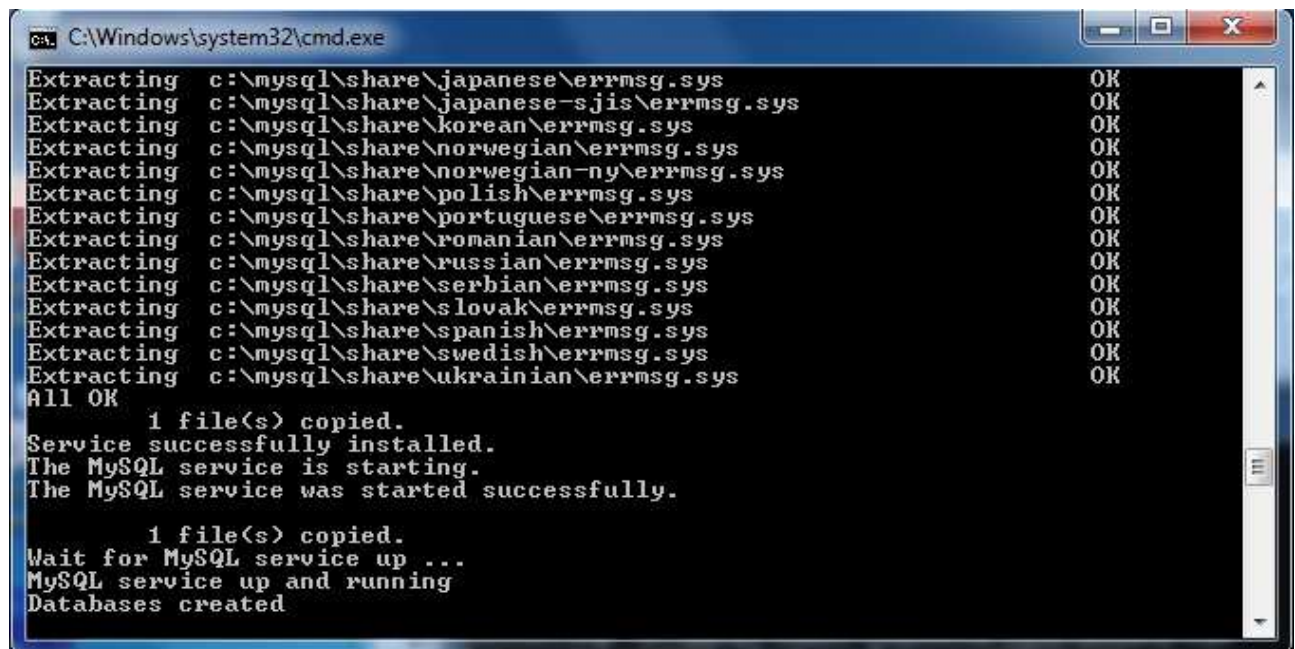 C:\Windows\system32\cmd.exe
Extracting  c:\mysql\share\japanese\errmsg.sys  OK
Extracting  c:\mysql\share\japanese-sjis\errmsg.sys  OK
Extracting  c:\mysql\share\korean\errmsg.sys  OK
Extracting  c:\mysql\share\norwegian\errmsg.sys  OK
Extracting  c:\mysql\share\norwegian-ny\errmsg.sys  OK
Extracting  c:\mysql\share\polish\errmsg.sys  OK
Extracting  c:\mysql\share\portuguese\errmsg.sys  OK
Extracting  c:\mysql\share\romanian\errmsg.sys  OK
Extracting  c:\mysql\share\russian\errmsg.sys  OK
Extracting  c:\mysql\share\serbian\errmsg.sys  OK
Extracting  c:\mysql\share\slovak\errmsg.sys  OK
Extracting  c:\mysql\share\spanish\errmsg.sys  OK
Extracting  c:\mysql\share\swedish\errmsg.sys  OK
Extracting  c:\mysql\share\ukrainian\errmsg.sys  OK
All OK
1 file(s) copied.
Service successfully installed.
The MySQL service is starting.
The MySQL service was started successfully.
1 file(s) copied.
Wait for MySQL service up ...
MySQL service up and running
Databases created